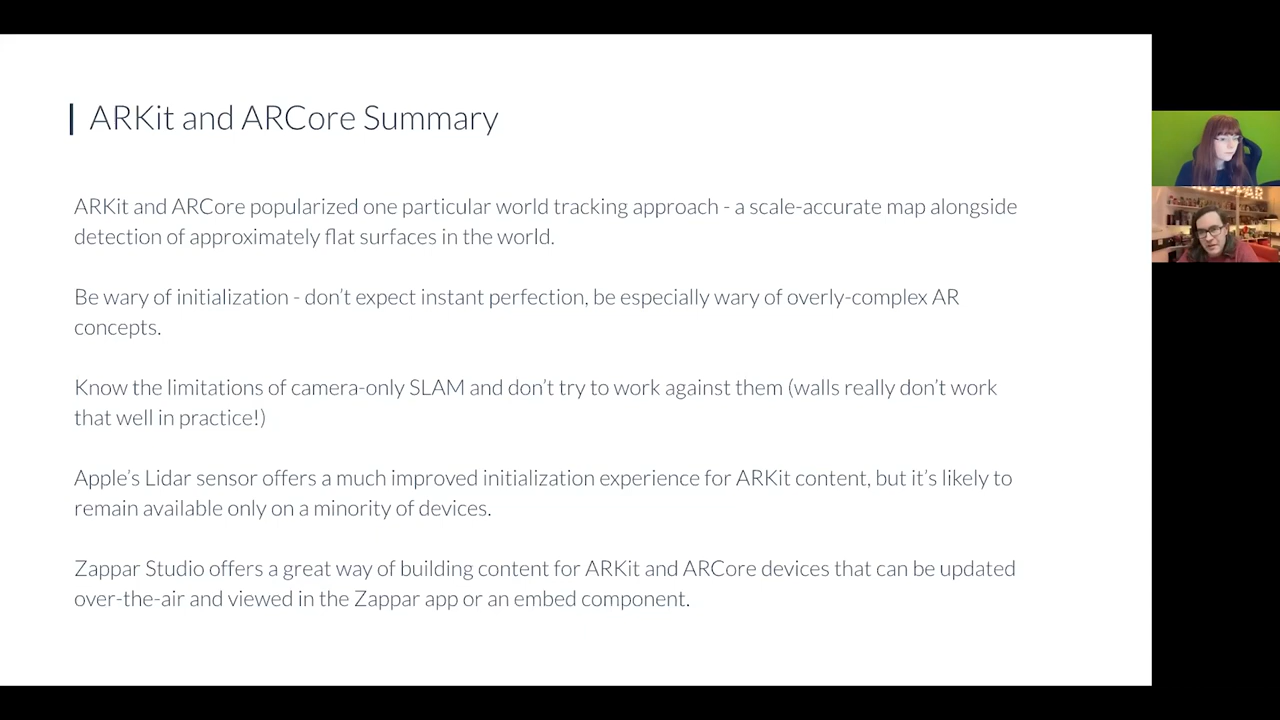 ARKit and ARCore Summary
ARKit and ARCore popularized one particular world tracking approach - a scale-accurate map alongside
detection of approximately flat surfaces in the world.
Be wary of initialization - don’t expect instant perfection, be especially wary of overly-complex AR
concepts.
Know the limitations of camera-only SLAM and don’t try to work against them (walls really don’t work
that well in practice!)
Apple’s Lidar sensor offers a much improved initialization experience for ARKit content, but it’s likely to
remain available only on a minority of devices.
Zappar Studio offers a great way of building content for ARKit and ARCore devices that can be updated
over-the-air and viewed in the Zappar app or an embed component.
ZAPPAR